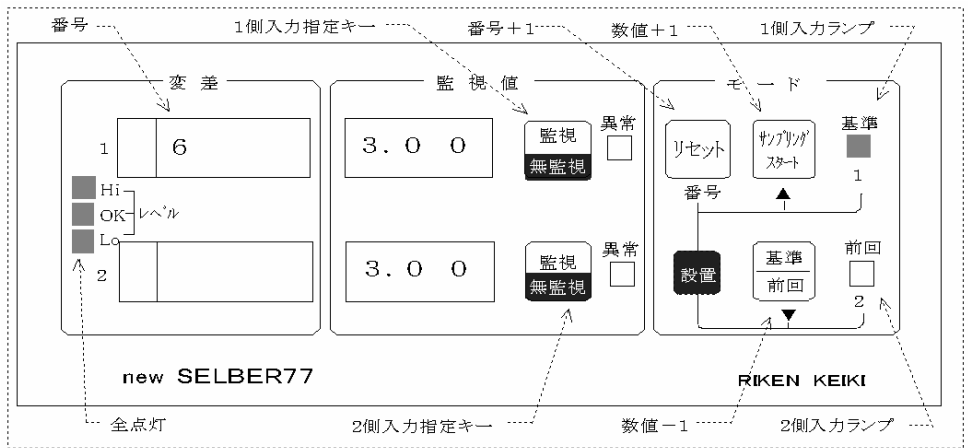 番号
1側入力指定キー
番号+1
数値+1
1側入力ランプ
変 差
監 視 値
モ ー ド
1
6
3.0 0
監視
無監視
異常
リセット
サンプリング
スタート
基準
1
番号
Hi
OK
Lo
レベル
2
3.0 0
監視
無監視
異常
設置
基準
前回
前回
2
new SELBER77
RIKEN KEIKI
全点灯
2側入力指定キー
数値-1
2側入力ランプ